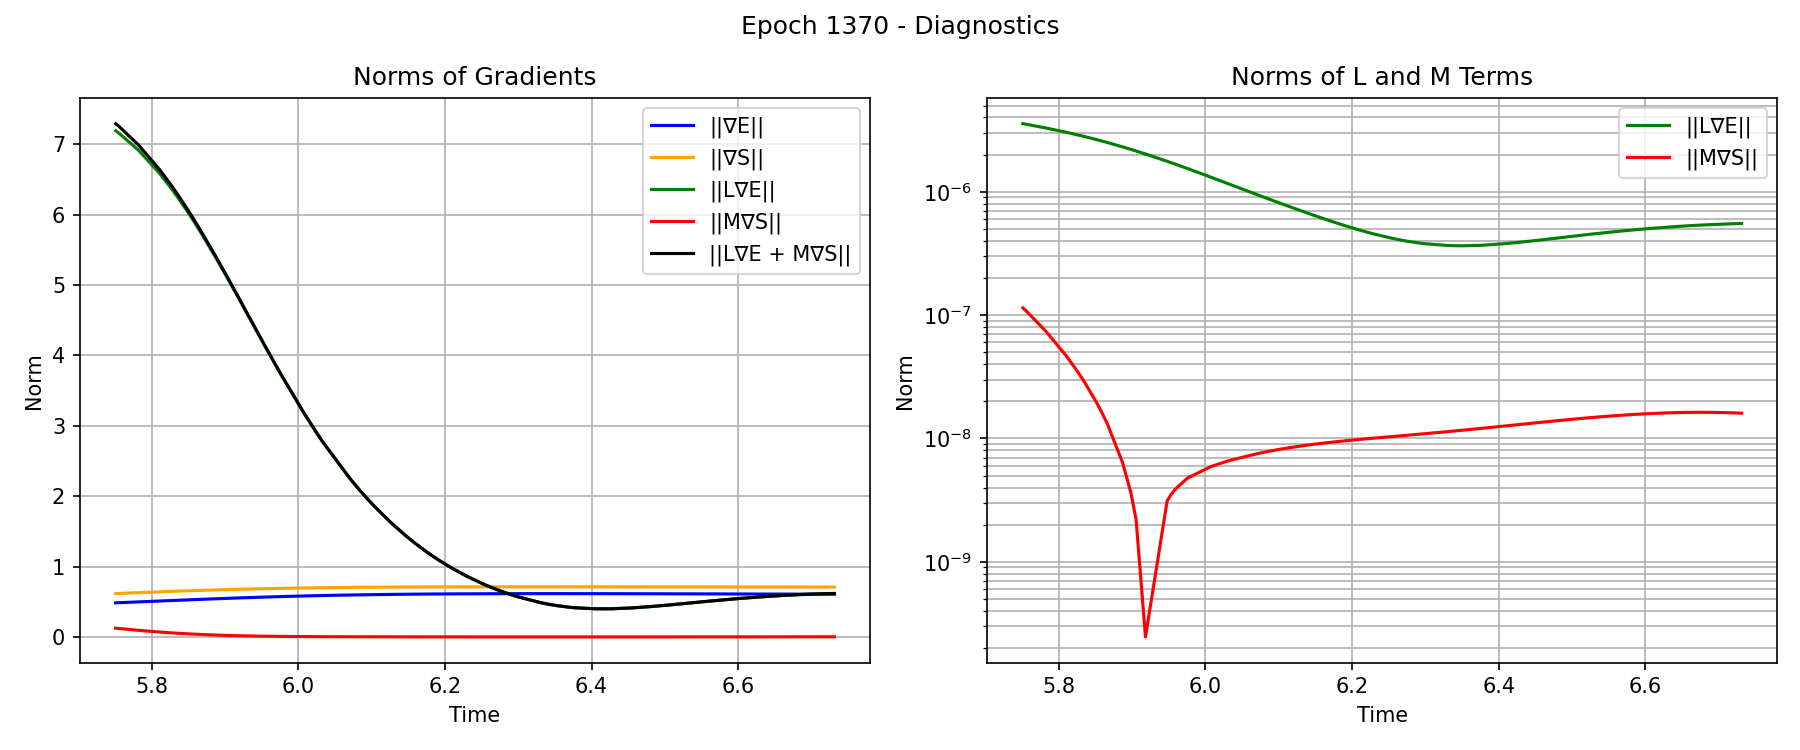 Epoch 1370 - Diagnostics
Norms of Gradients
Norm
7
6
5
4
3
2
1
0
||∇E||
||∇S||
||L∇E||
||M∇S||
||L∇E + M∇S||
5.8 6.0 6.2 6.4 6.6
Time
Norms of L and M Terms
Norm
10⁻⁶
10⁻⁷
10⁻⁸
10⁻⁹
||L∇E||
||M∇S||
5.8 6.0 6.2 6.4 6.6
Time